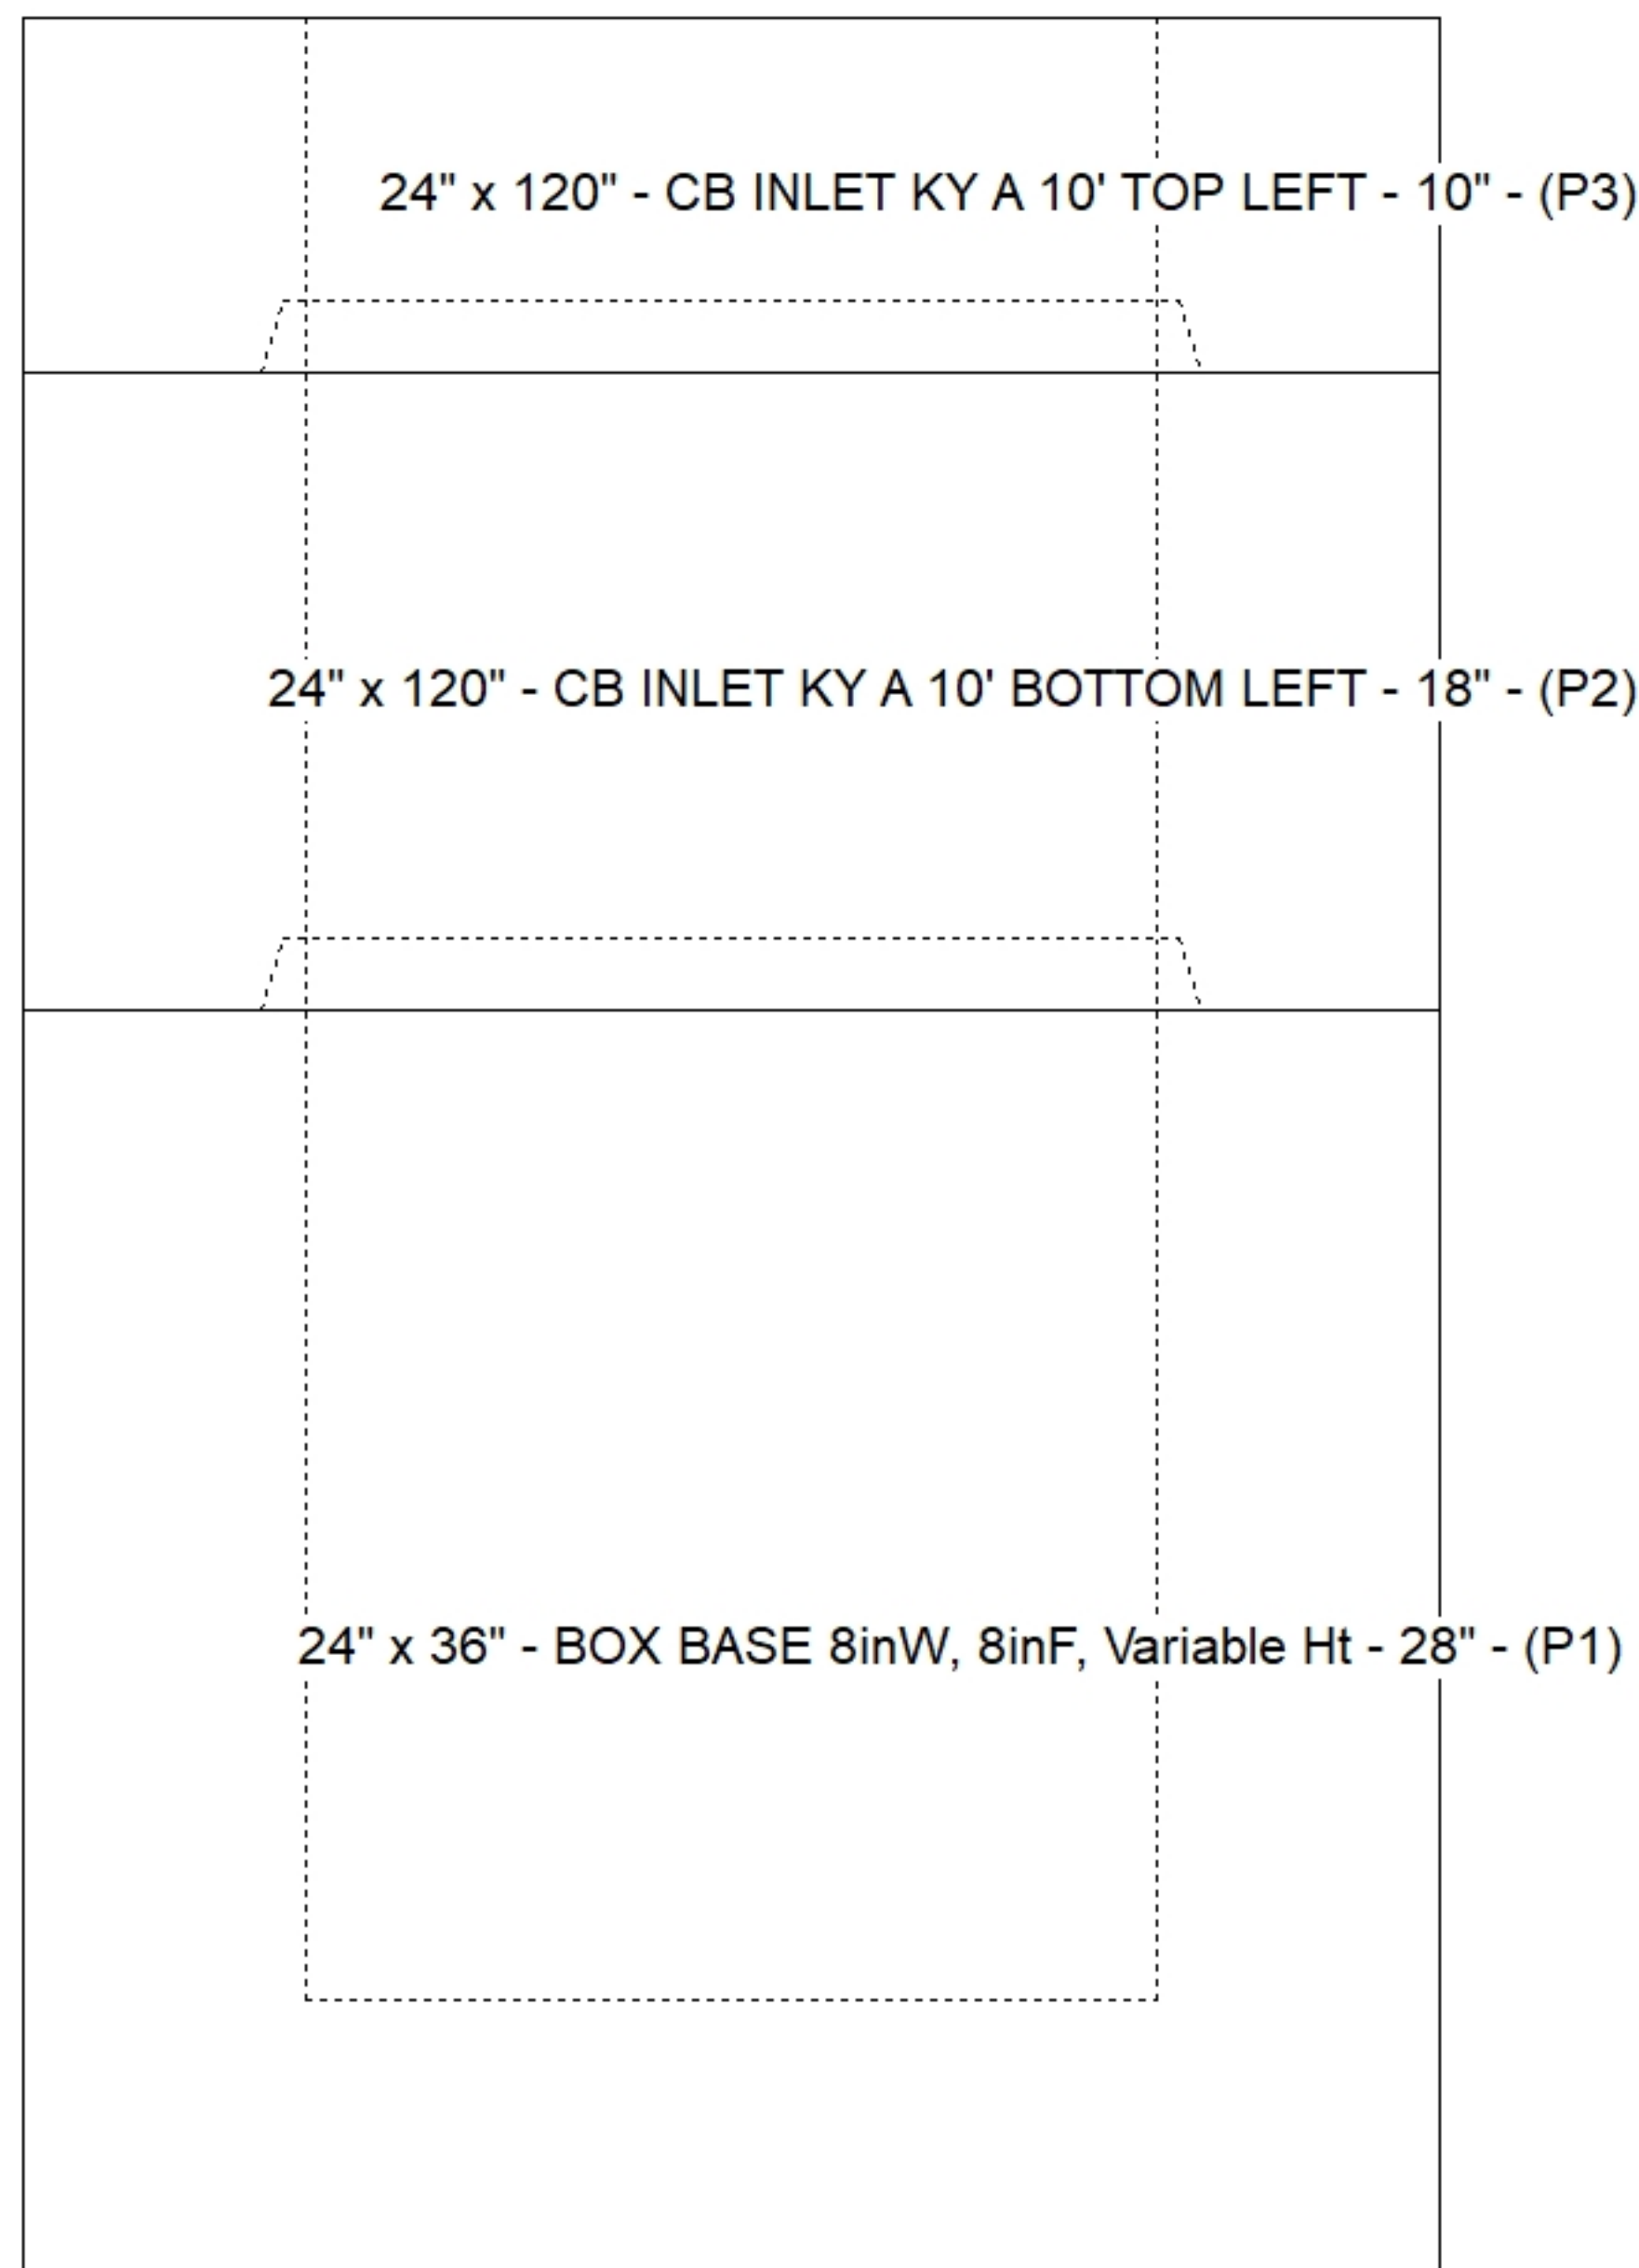 24" x 120" - CB INLET KY A 10' TOP LEFT - 10" - (P3)
24" x 120" - CB INLET KY A 10' BOTTOM LEFT - 18" - (P2)
24" x 36" - BOX BASE 8inW, 8inF, Variable Ht - 28" - (P1)